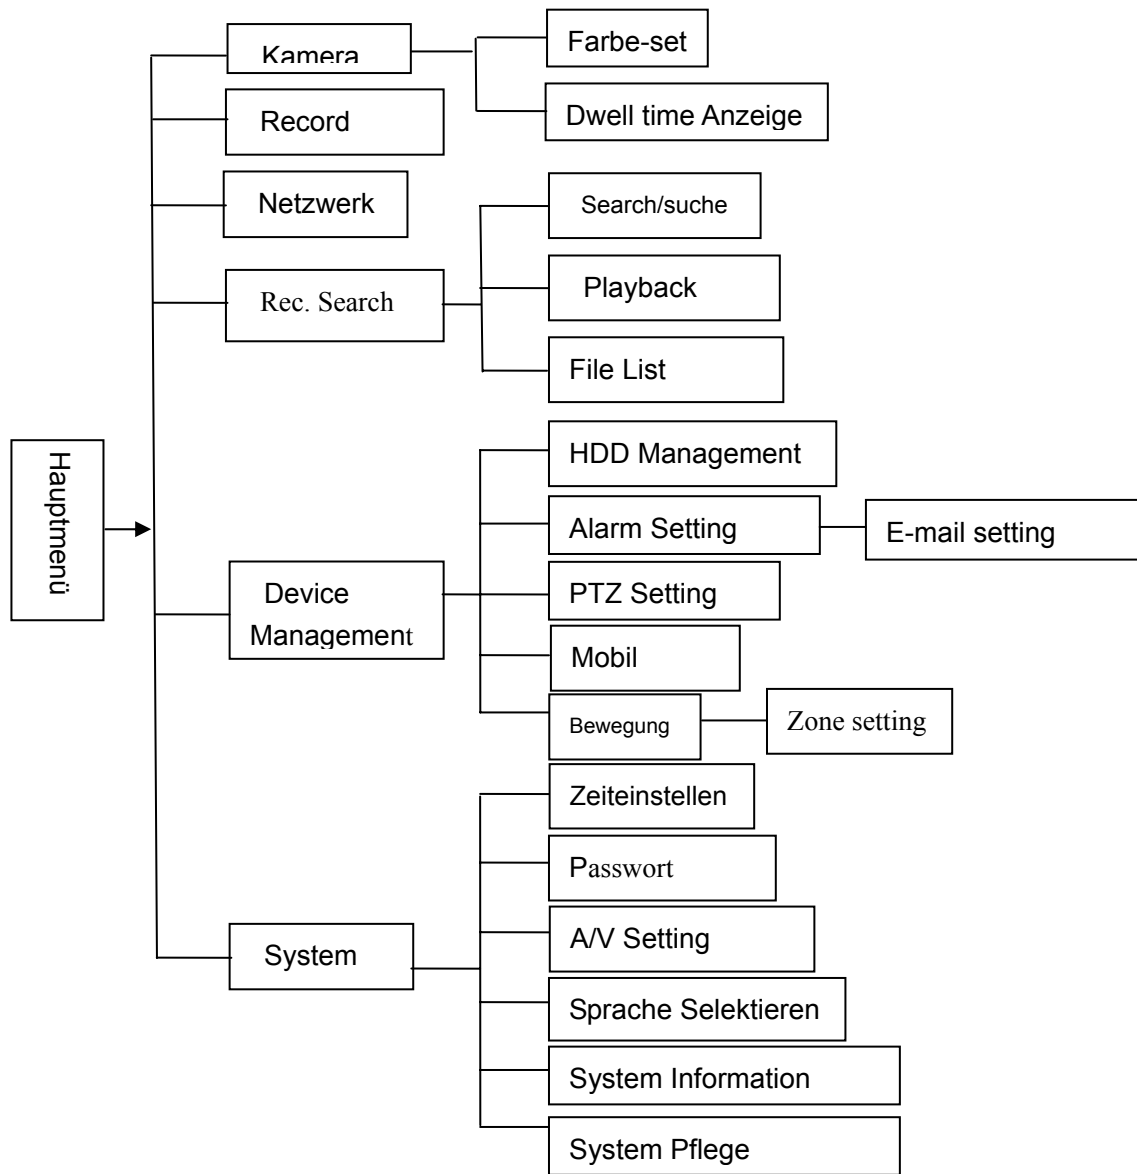 Hauptmenü
Kamera
Farbe-set
Dwell time Anzeige
Record
Netzwerk
Rec. Search
Search/suche
Playback
File List
Device
Management
HDD Management
Alarm Setting
E-mail setting
PTZ Setting
Mobil
Bewegung
Zone setting
System
Zeiteinstellen
Passwort
A/V Setting
Sprache Selektieren
System Information
System Pflege